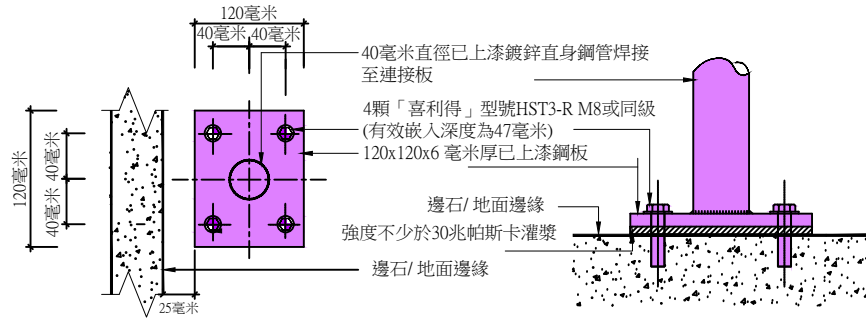 120毫米
40毫米
40毫米
40毫米直徑已上漆鍍鋅直身鋼管焊接
至連接板
4顆「喜利得」型號HST3-R M8或同級
(有效嵌入深度為47毫米)
120x120x6 毫米厚已上漆鋼板
120毫米
40毫米
40毫米
邊石/ 地面邊緣
強度不少於30兆帕斯卡灌漿
邊石/ 地面邊緣
25毫米